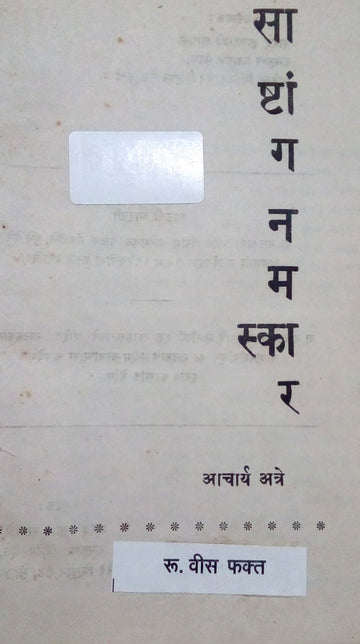 सा
ष्टां
ग
न
म
स्का
र
आचार्य अत्रे
रू. वीस फक्त